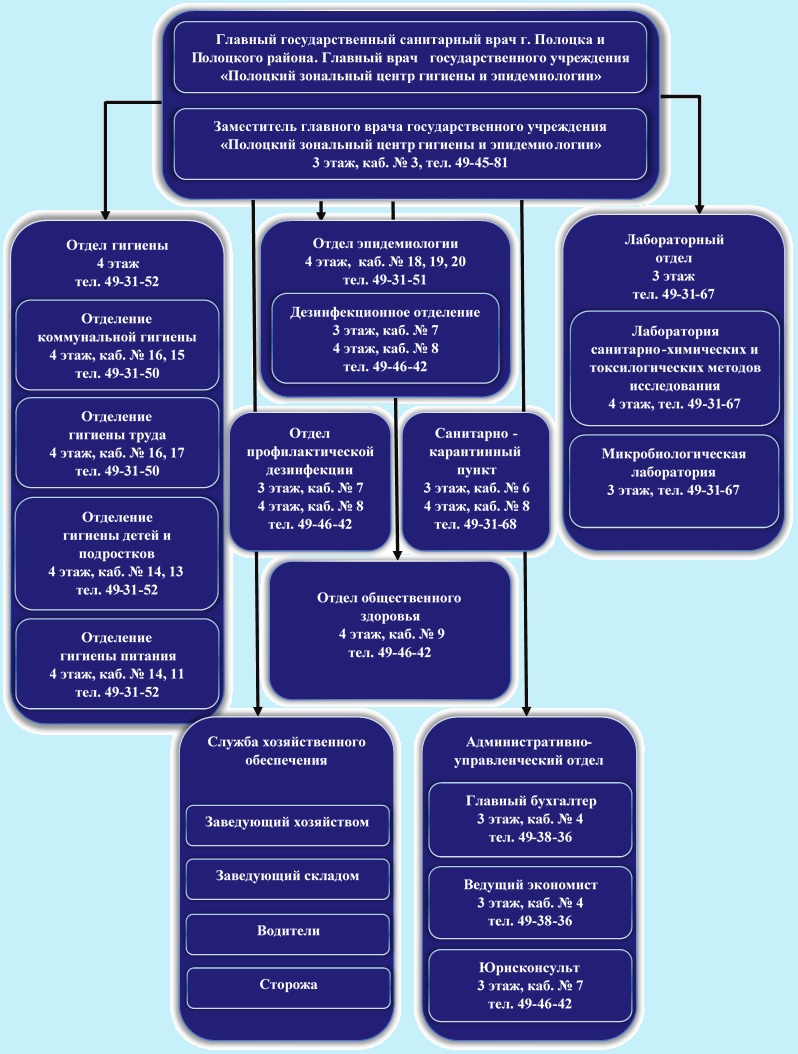 Главный государственный санитарный врач г. Полоцка и
Полоцкого района. Главный врач государственного учреждения
«Полоцкий зональный центр гигиены и эпидемиологии»
Заместитель главного врача государственного учреждения
«Полоцкий зональный центр гигиены и эпидемиологии»
3 этаж, каб. № 3, тел. 49-45-81
Отдел гигиены
4 этаж
тел. 49-31-52
Отделение
коммунальной гигиены
4 этаж, каб. № 16, 15
тел. 49-31-50
Отделение
гигиены труда
4 этаж, каб. № 16, 17
тел. 49-31-50
Отделение
гигиены детей и
подростков
4 этаж, каб. № 14, 13
тел. 49-31-52
Отделение
гигиены питания
4 этаж, каб. № 14, 11
тел. 49-31-52
Отдел эпидемиологии
4 этаж, каб. № 18, 19, 20
тел. 49-31-51
Дезинфекционное отделение
3 этаж, каб. № 7
4 этаж, каб. № 8
тел. 49-46-42
Лабораторный
отдел
3 этаж
тел. 49-31-67
Лаборатория
санитарно-химических и
токсилогических методов
исследования
4 этаж, тел. 49-31-67
Микробиологическая
лаборатория
3 этаж, тел. 49-31-67
Отдел
профилактической
дезинфекции
3 этаж, каб. № 7
4 этаж, каб. № 8
тел. 49-46-42
Санитарно -
карантинный
пункт
3 этаж, каб. № 6
4 этаж, каб. № 8
тел. 49-31-68
Отдел общественного
здоровья
4 этаж, каб. № 9
тел. 49-46-42
Служба хозяйственного
обеспечения
Заведующий хозяйством
Заведующий складом
Водители
Сторожа
Административно-
управленческий отдел
Главный бухгалтер
3 этаж, каб. № 4
тел. 49-38-36
Ведущий экономист
3 этаж, каб. № 4
тел. 49-38-36
Юрисконсульт
3 этаж, каб. № 7
тел. 49-46-42